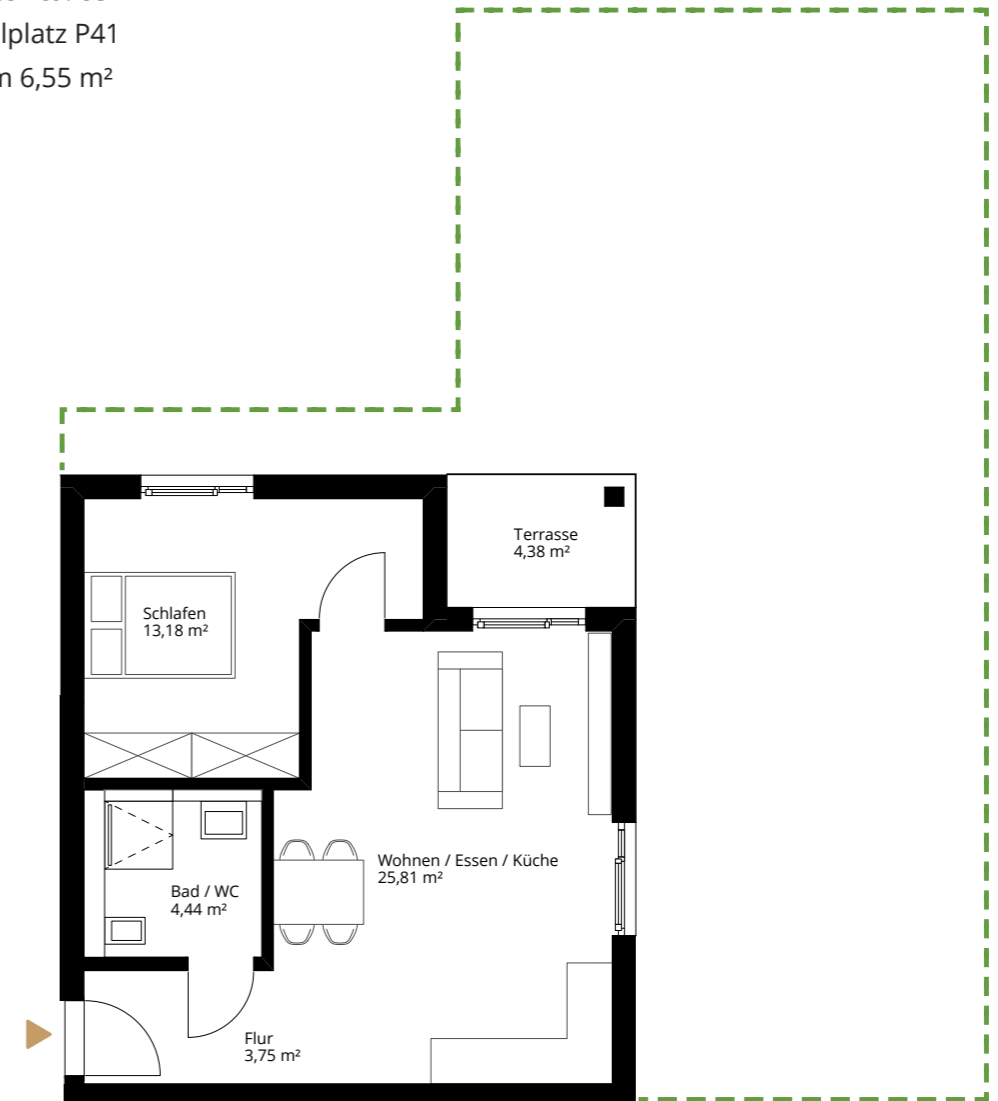 lplatz P41
6,55 m²
Terrasse
4,38 m²
Schlafen
13,18 m²
Wohnen / Essen / Küche
25,81 m²
Bad / WC
4,44 m²
Flur
3,75 m²